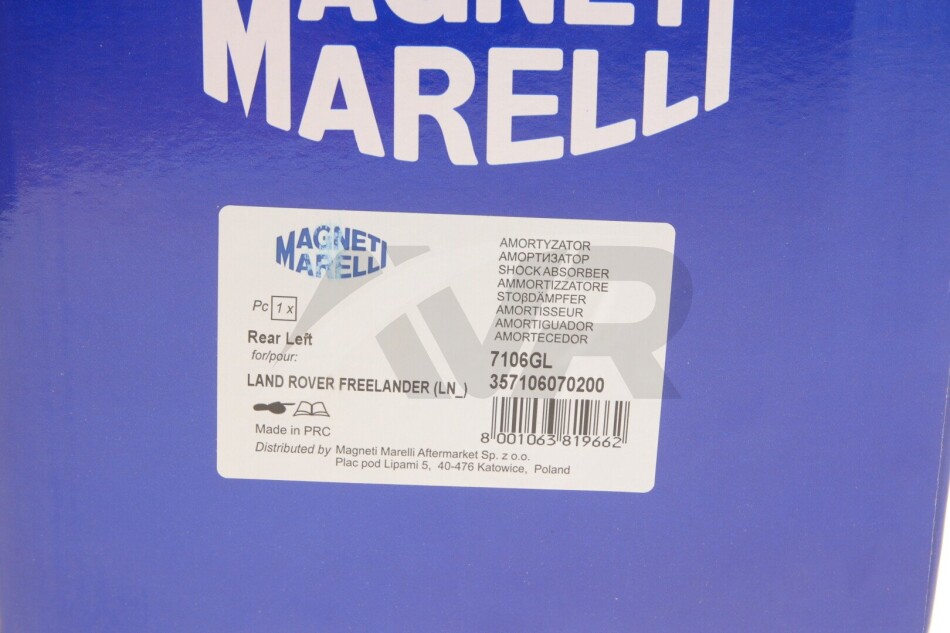 MAGNETI
MARELLI
MAGNETI
MARELLI
Pc 1 x
Rear Left
for/pour:
LAND ROVER FREELANDER (LN_)
Made in PRC
Distributed by Magneti Marelli Aftermarket Sp. z o.o.
Plac pod Lipami 5, 40-476 Katowice, Poland
AMORTYZATOR
АМОРТИЗАТОР
SHOCK ABSORBER
AMMORTIZZATORE
STOβDÄMPFER
AMORTISSEUR
AMORTIGUADOR
AMORTECEDOR
7106GL
357106070200
8 001063 819662
IVR